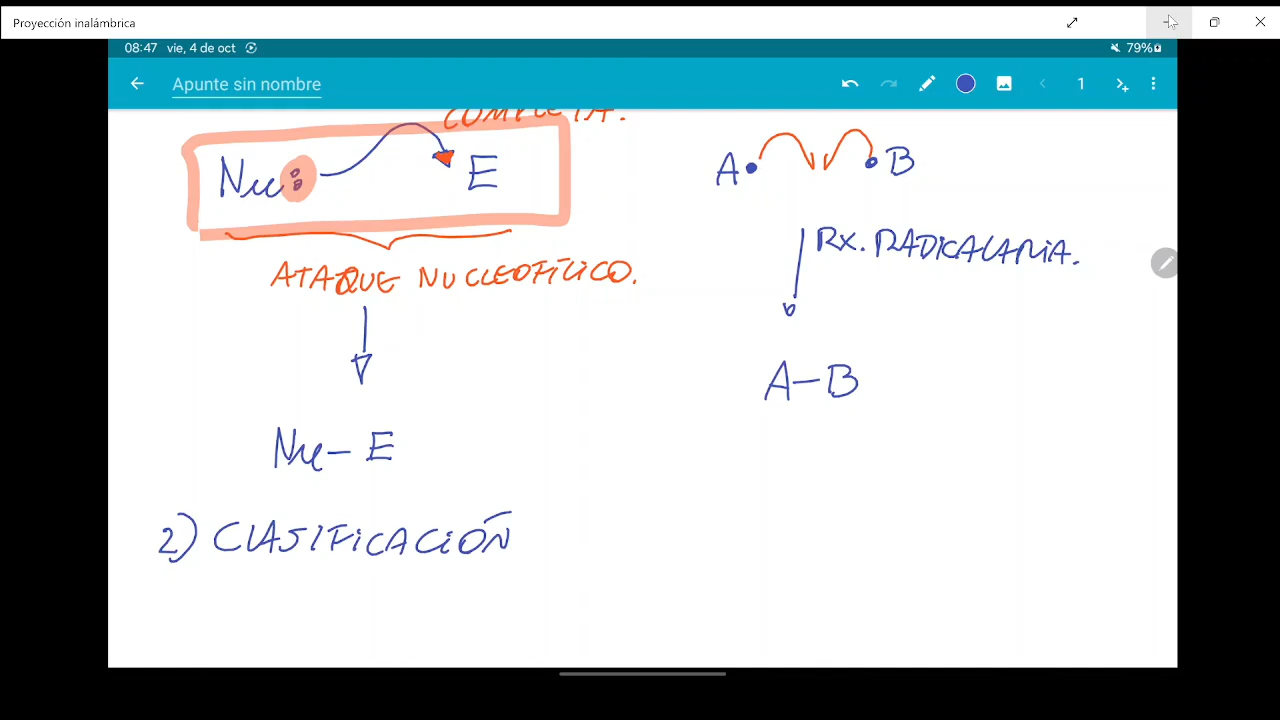 Proyección inalámbrica
08:47 vie, 4 de oct
79%
Apunte sin nombre
1
COMPLETA.
Nu: E
ATAQUE NUCLEOFÍLICO.
Nu-E
2) CLASIFICACIÓN
A• •B
RX. RADICALARIA.
A-B